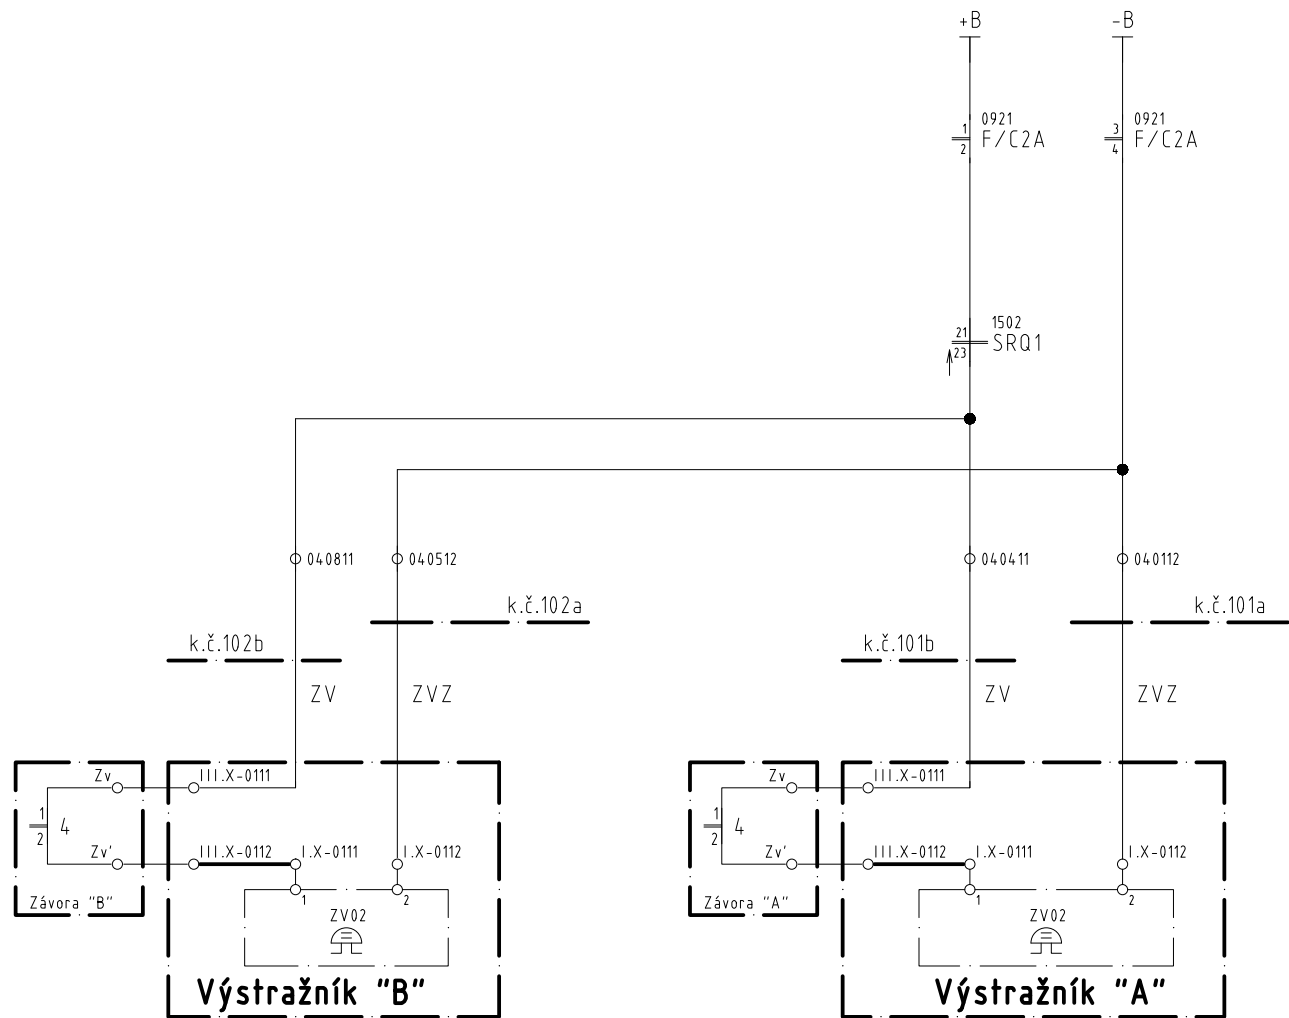 +B
-B
1
2
0921
F/C2A
3
4
0921
F/C2A
21
23
1502
SRQ1
040811
040512
040411
040112
k.č.102a
k.č.101a
k.č.102b
k.č.101b
ZV
ZVZ
ZV
ZVZ
Zv
III.X-0111
Zv
III.X-0111
1
2
4
1
2
4
Zv'
III.X-0112
I.X-0111
I.X-0112
Zv'
III.X-0112
I.X-0111
I.X-0112
Závora "B"
1
2
Závora "A"
1
2
ZV02
ZV02
Výstražník "B"
Výstražník "A"